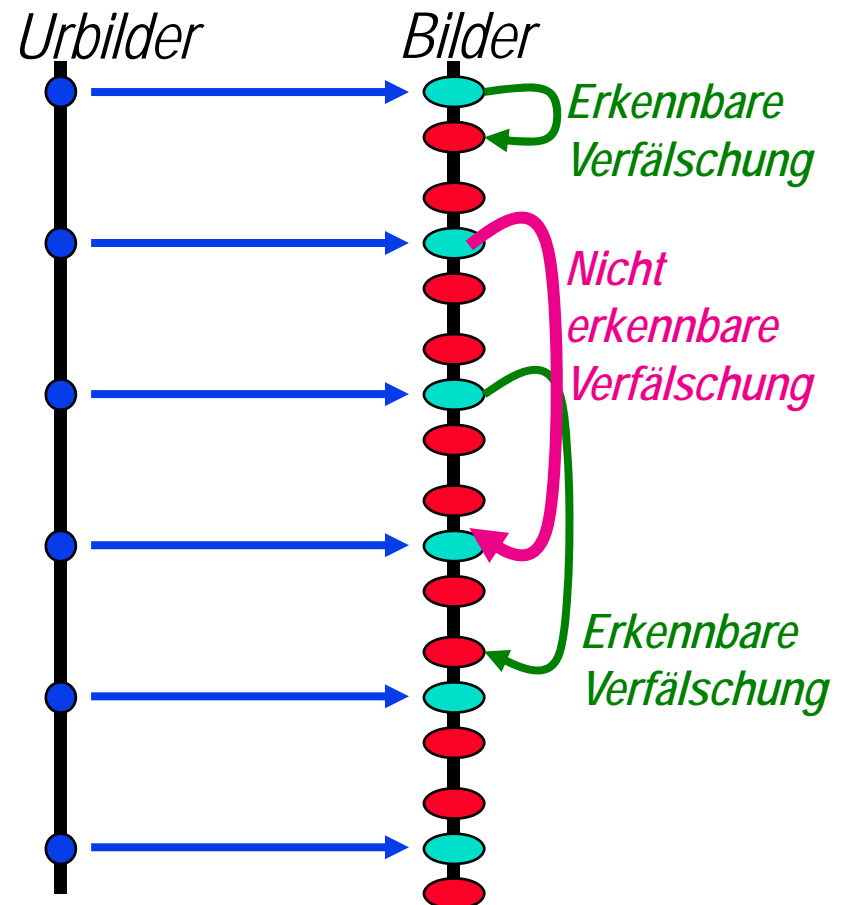 Urbilder
Bilder
Erkennbare
Verfälschung
Nicht
erkennbare
Verfälschung
Erkennbare
Verfälschung